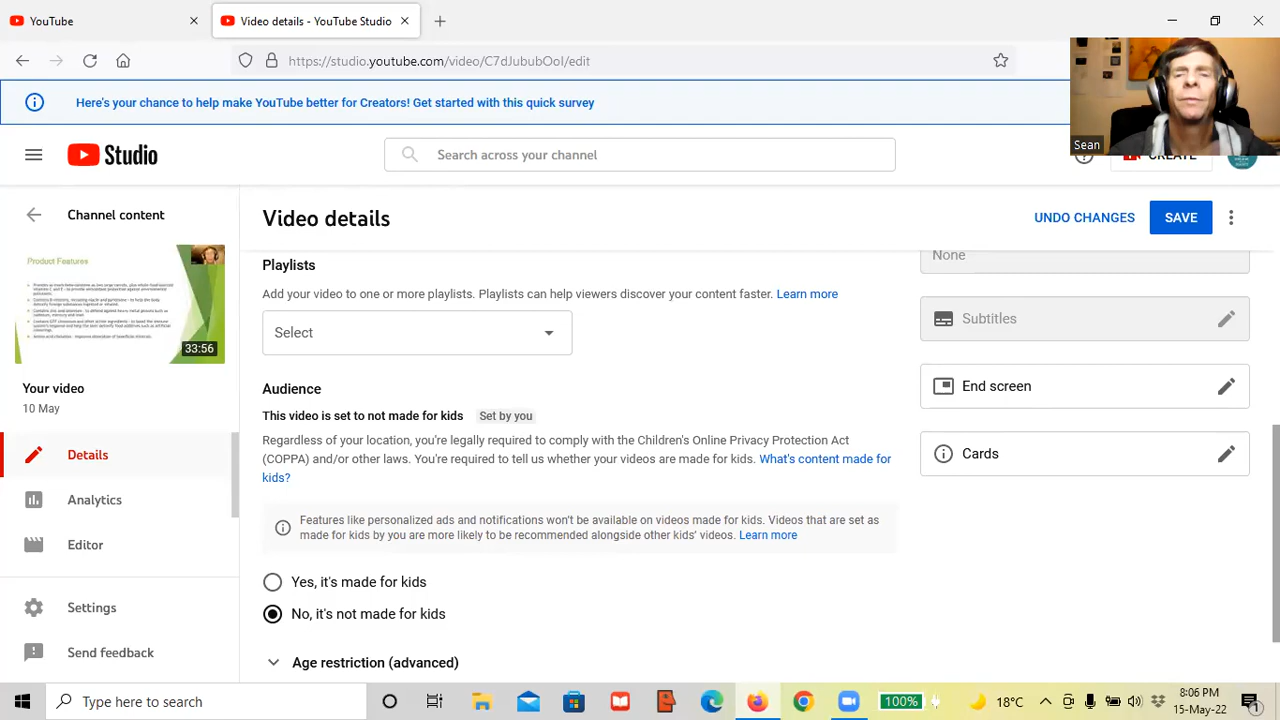 YouTube
Video details - YouTube Studio
https://studio.youtube.com/video/C7dJububOoI/edit
Here's your chance to help make YouTube better for Creators! Get started with this quick survey
Sean
Studio
Search across your channel
CREATE
Channel content
Video details
UNDO CHANGES
SAVE
Product Features
33:56
Your video
10 May
Details
Analytics
Editor
Settings
Send feedback
Playlists
Add your video to one or more playlists. Playlists can help viewers discover your content faster. Learn more
Select
Audience
This video is set to not made for kids Set by you
Regardless of your location, you're legally required to comply with the Children's Online Privacy Protection Act
(COPPA) and/or other laws. You're required to tell us whether your videos are made for kids. What's content made for
kids?
Features like personalized ads and notifications won't be available on videos made for kids. Videos that are set as
made for kids by you are more likely to be recommended alongside other kids' videos. Learn more
Yes, it's made for kids
No, it's not made for kids
Age restriction (advanced)
None
Subtitles
End screen
Cards
Type here to search
100%
18°C
8:06 PM
15-May-22
1